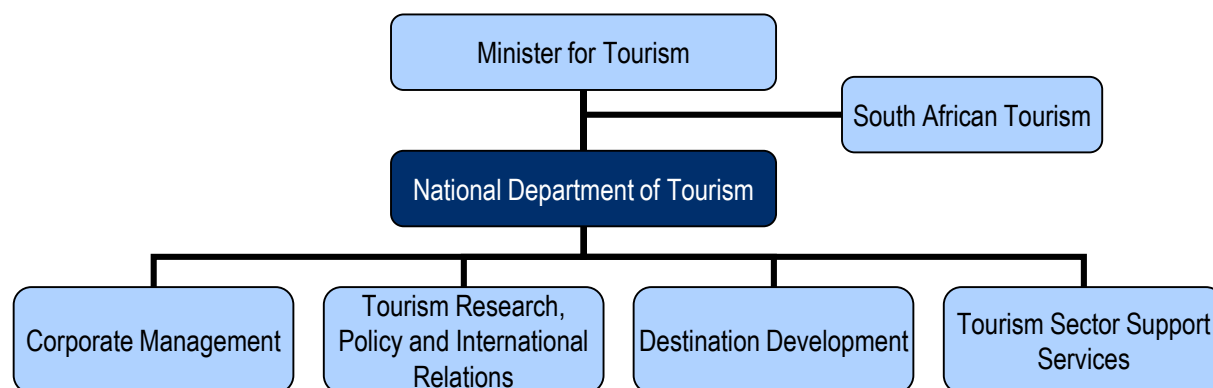 Minister for Tourism
South African Tourism
National Department of Tourism
Corporate Management
Tourism Research,
Policy and International
Relations
Destination Development
Tourism Sector Support
Services